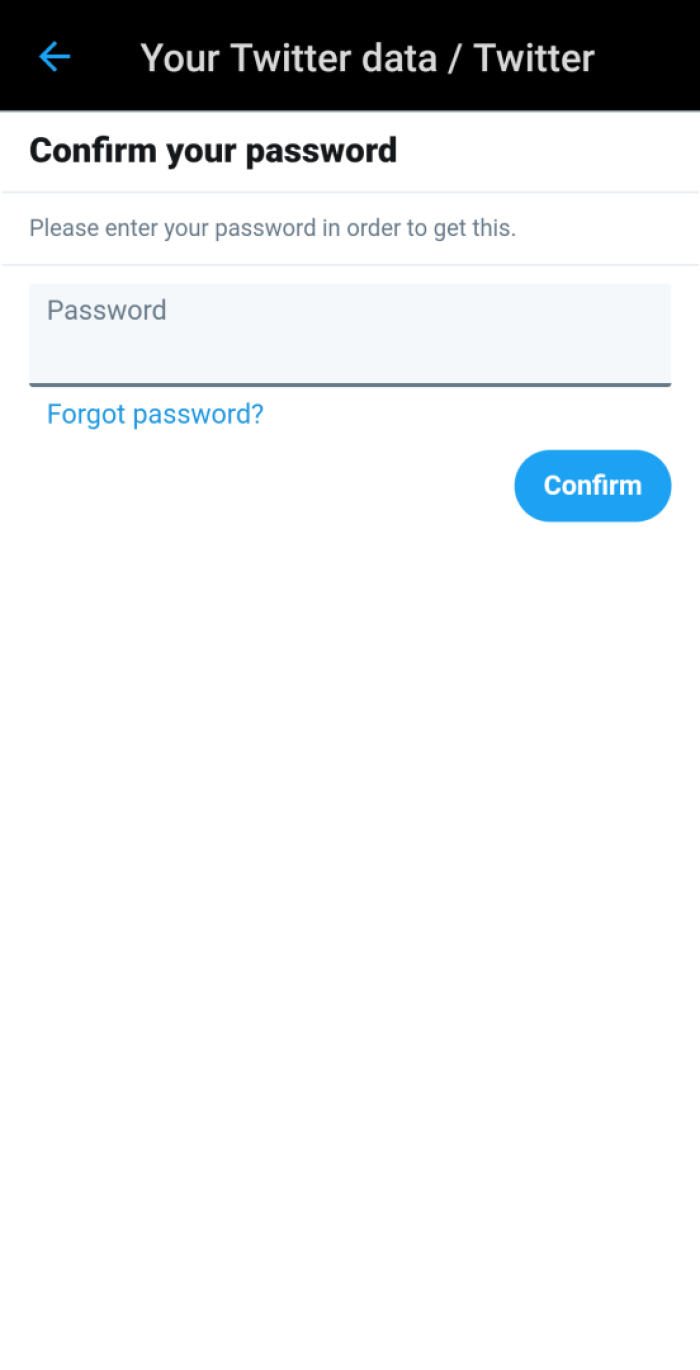 Your Twitter data / Twitter
Confirm your password
Please enter your password in order to get this.
Password
Forgot password?
Confirm